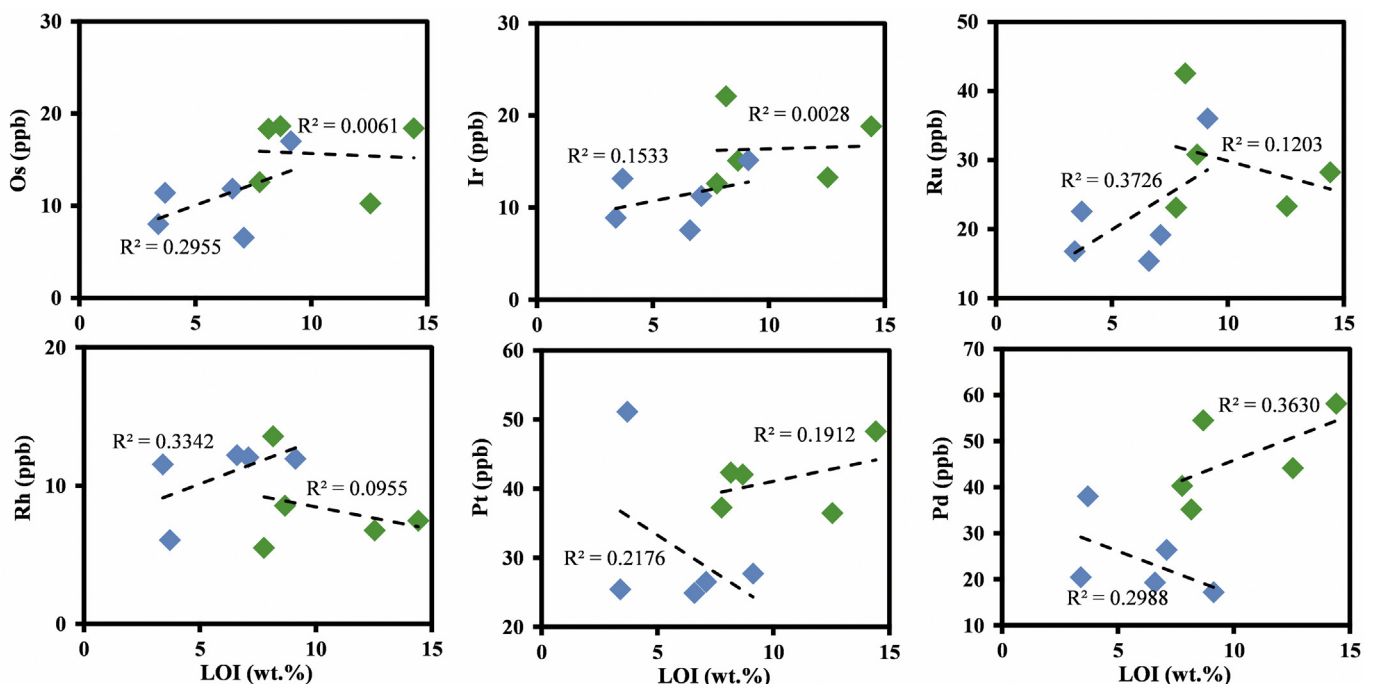 30
20
10
0
Os (ppb)
R² = 0.0061
R² = 0.2955
0 5 10 15
30
20
10
0
Ir (ppb)
R² = 0.0028
R² = 0.1533
0 5 10 15
50
40
30
20
10
Ru (ppb)
R² = 0.1203
R² = 0.3726
0 5 10 15
20
10
0
Rh (ppb)
R² = 0.3342
R² = 0.0955
0 5 10 15
LOI (wt.%)
60
50
40
30
20
Pt (ppb)
R² = 0.1912
R² = 0.2176
0 5 10 15
LOI (wt.%)
70
60
50
40
30
20
10
Pd (ppb)
R² = 0.3630
R² = 0.2988
0 5 10 15
LOI (wt.%)